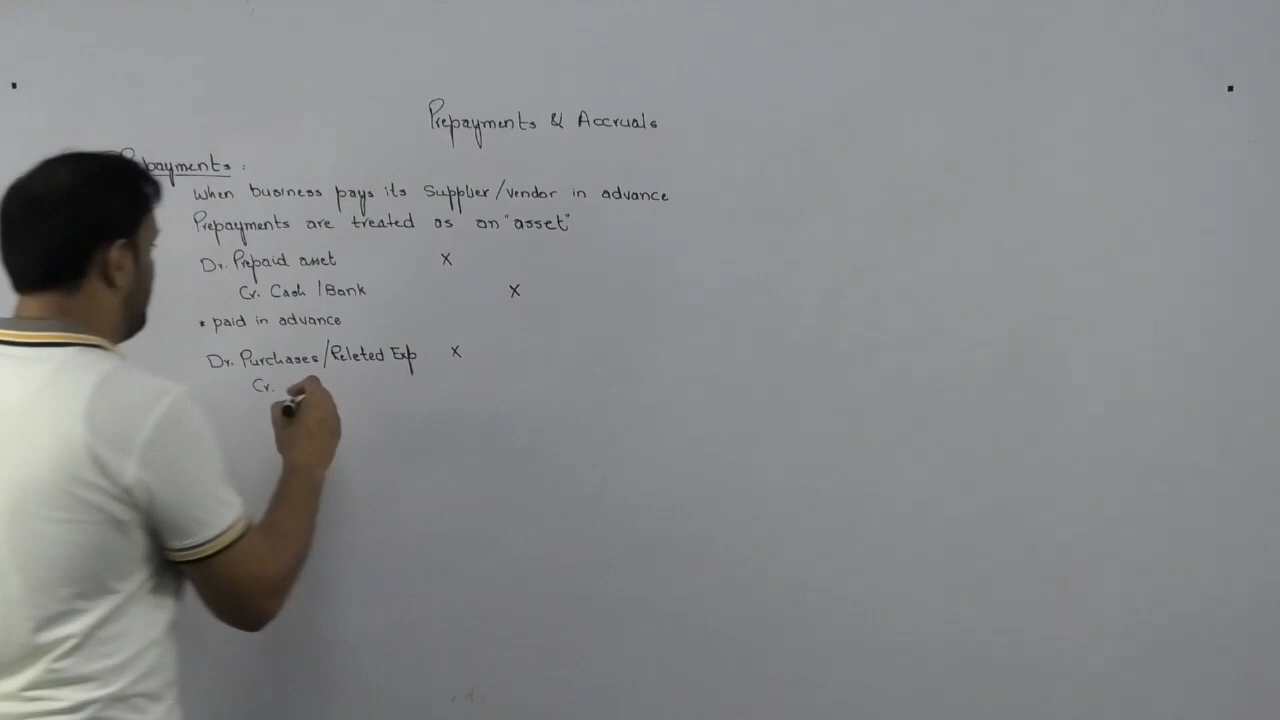 Prepayments & Accruals
Prepayments :
When business pays its Supplier/vendor in advance
Prepayments are treated as an "asset"
Dr. Prepaid asset X
Cr. Cash /Bank X
* paid in advance
Dr. Purchases/Releted Exp X
Cr.